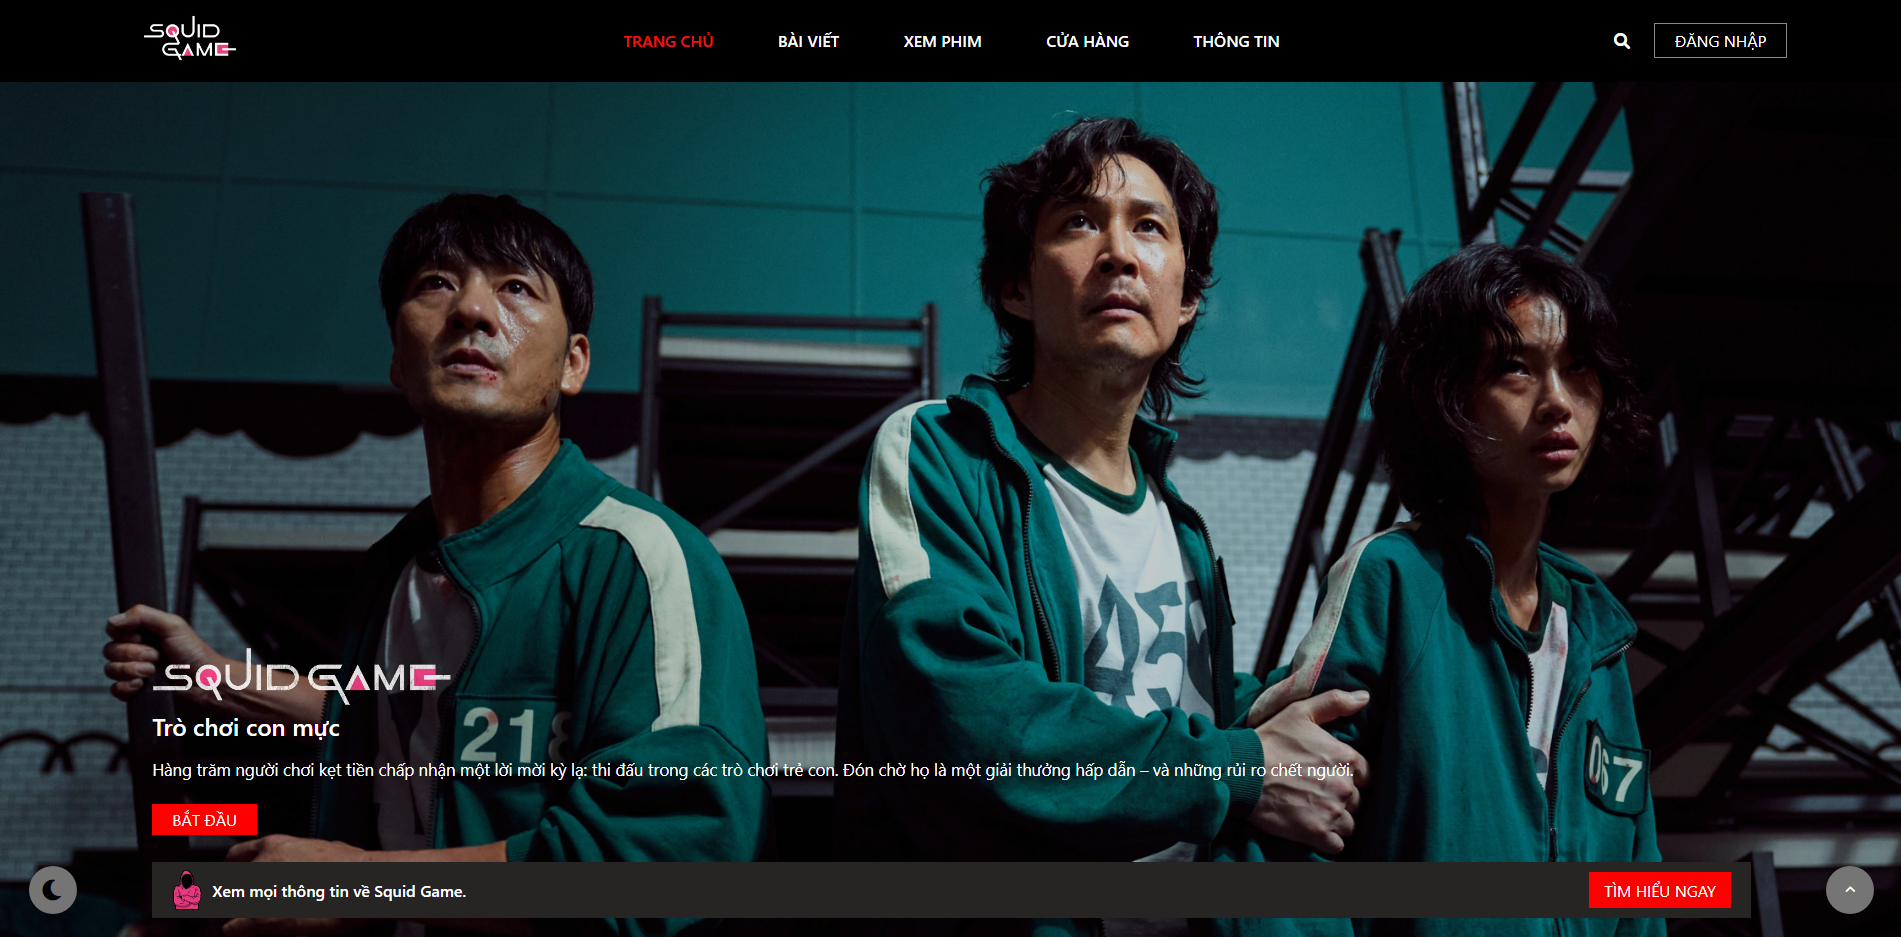 SQUID
GAME
TRANG CHỦ
BÀI VIẾT
XEM PHIM
CỬA HÀNG
THÔNG TIN
ĐĂNG NHẬP
SQUID GAME
218
456
067
Trò chơi con mực
Hàng trăm người chơi kẹt tiền chấp nhận một lời mời kỳ lạ: thi đấu trong các trò chơi trẻ con. Đón chờ họ là một giải thưởng hấp dẫn – và những rủi ro chết người.
BẮT ĐẦU
Xem mọi thông tin về Squid Game.
TÌM HIỂU NGAY